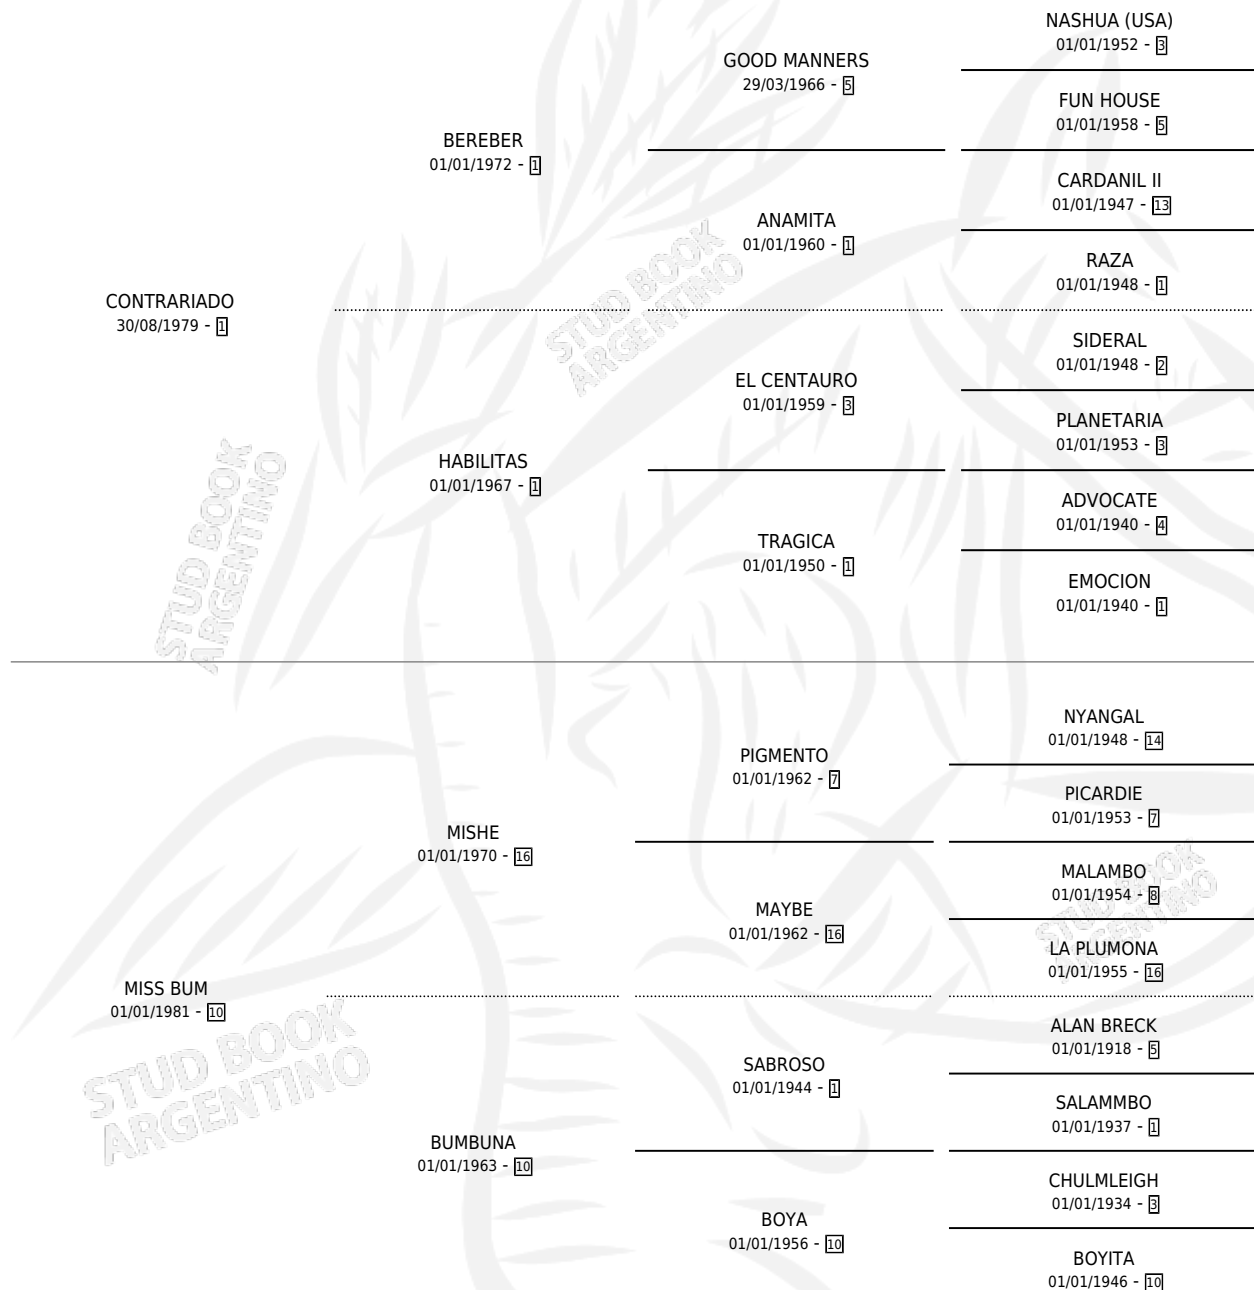 NASHUA (USA)
01/01/1952 - 3
GOOD MANNERS
29/03/1966 - 5
FUN HOUSE
01/01/1958 - 5
BEREBER
01/01/1972 - 1
CARDANIL II
01/01/1947 - 13
ANAMITA
01/01/1960 - 1
RAZA
01/01/1948 - 1
CONTRARIADO
30/08/1979 - 1
SIDERAL
01/01/1948 - 2
EL CENTAURO
01/01/1959 - 3
PLANETARIA
01/01/1953 - 3
HABILITAS
01/01/1967 - 1
ADVOCATE
01/01/1940 - 4
TRAGICA
01/01/1950 - 1
EMOCION
01/01/1940 - 1
NYANGAL
01/01/1948 - 14
PIGMENTO
01/01/1962 - 7
PICARDIE
01/01/1953 - 7
MISHE
01/01/1970 - 16
MALAMBO
01/01/1954 - 8
MAYBE
01/01/1962 - 16
LA PLUMONA
01/01/1955 - 16
MISS BUM
01/01/1981 - 10
ALAN BRECK
01/01/1918 - 5
SABROSO
01/01/1944 - 1
SALAMMBO
01/01/1937 - 1
BUMBUNA
01/01/1963 - 10
CHULMLEIGH
01/01/1934 - 3
BOYA
01/01/1956 - 10
BOYITA
01/01/1946 - 10
STUD BOOK
ARGENTINO
STUD BOOK
ARGENTINO
STUD BOOK
ARGENTINO
STUD BOOK
ARGENTINO